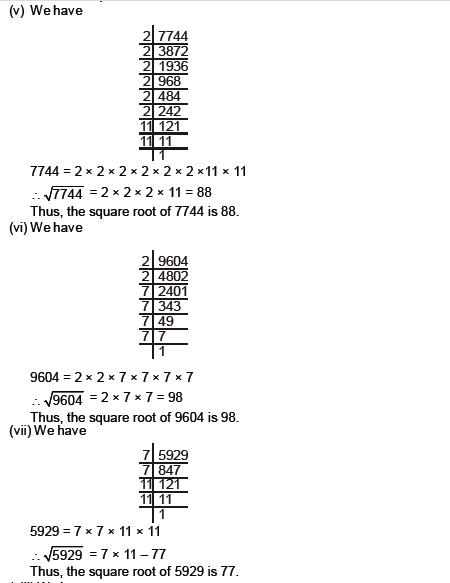 (v) We have
2 7744
2 3872
2 1936
2 968
2 484
2 242
11 121
11 11
1
7744 = 2 × 2 × 2 × 2 × 2 × 2 ×11 × 11
∴ √7744 = 2 × 2 × 2 × 11 = 88
Thus, the square root of 7744 is 88.
(vi) We have
2 9604
2 4802
7 2401
7 343
7 49
7 7
1
9604 = 2 × 2 × 7 × 7 × 7 × 7
∴ √9604 = 2 × 7 × 7 = 98
Thus, the square root of 9604 is 98.
(vii) We have
7 5929
7 847
11 121
11 11
1
5929 = 7 × 7 × 11 × 11
∴ √5929 = 7 × 11 – 77
Thus, the square root of 5929 is 77.